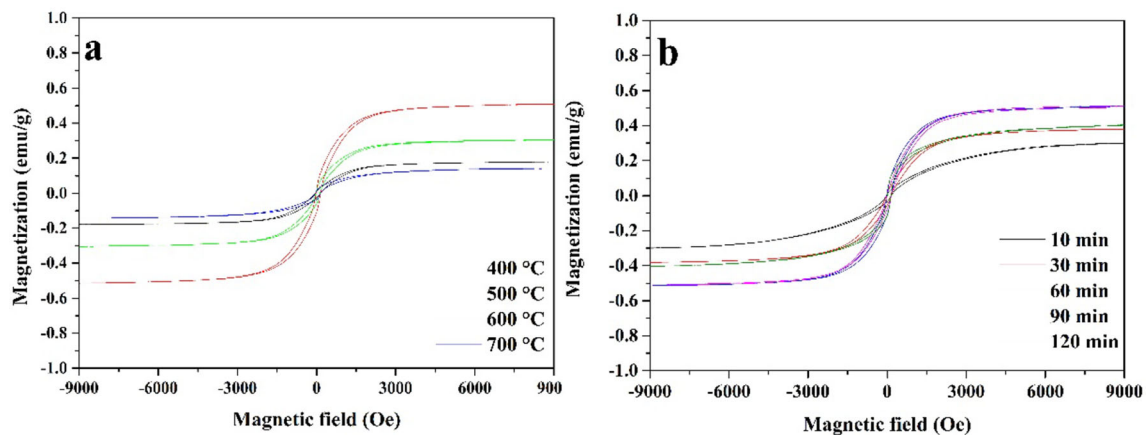 a
1.0
0.8
0.6
0.4
0.2
0.0
-0.2
-0.4
-0.6
-0.8
-1.0
Magnetization (emu/g)
400 °C
500 °C
600 °C
700 °C
-9000 -6000 -3000 0 3000 6000 900
Magnetic field (Oe)
b
1.0
0.8
0.6
0.4
0.2
0.0
-0.2
-0.4
-0.6
-0.8
-1.0
Magnetization (emu/g)
10 min
30 min
60 min
90 min
120 min
-9000 -6000 -3000 0 3000 6000 9000
Magnetic field (Oe)